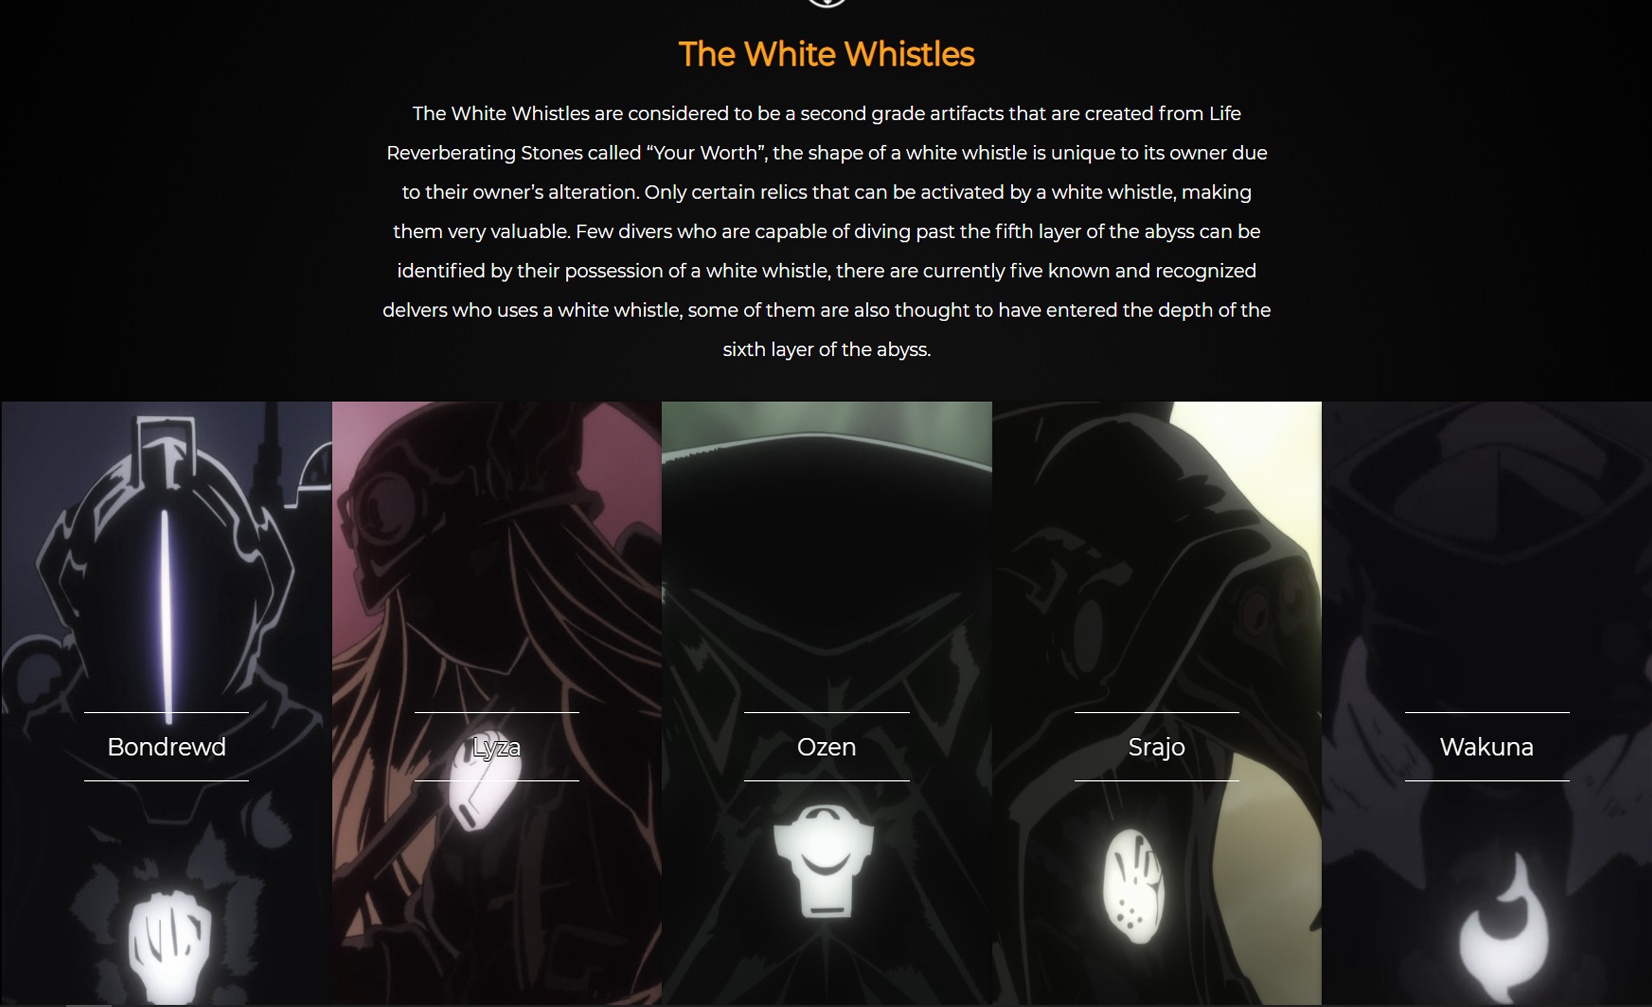 The White Whistles
The White Whistles are considered to be a second grade artifacts that are created from Life
Reverberating Stones called “Your Worth”, the shape of a white whistle is unique to its owner due
to their owner’s alteration. Only certain relics that can be activated by a white whistle, making
them very valuable. Few divers who are capable of diving past the fifth layer of the abyss can be
identified by their possession of a white whistle, there are currently five known and recognized
delvers who uses a white whistle, some of them are also thought to have entered the depth of the
sixth layer of the abyss.
Bondrewd
Lyza
Ozen
Srajo
Wakuna